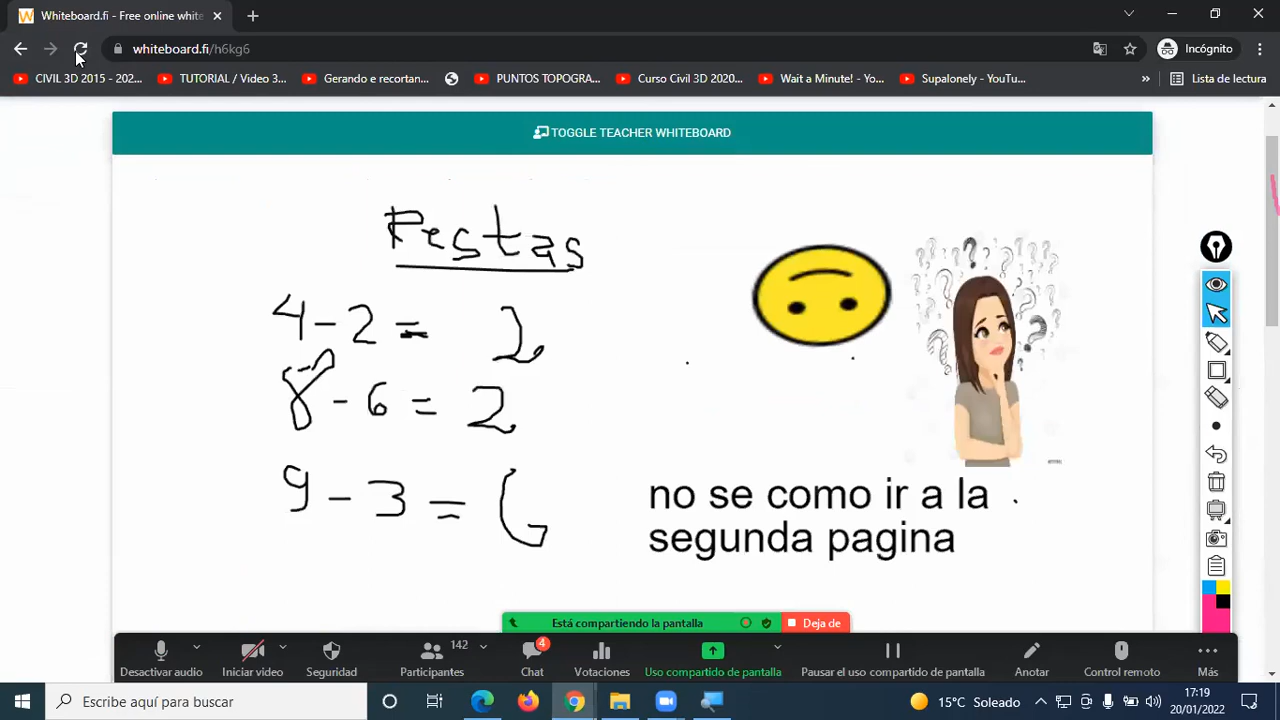 Whiteboard.fi - Free online white
whiteboard.fi/h6kg6
Incógnito
CIVIL 3D 2015 - 202...
TUTORIAL / Video 3...
Gerando e recortan...
PUNTOS TOPOGRA...
Curso Civil 3D 2020...
Wait a Minute! - Yo...
Supalonely - YouTu...
»
Lista de lectura
TOGGLE TEACHER WHITEBOARD
Restas
4-2= 2
8-6=2
9-3=6
no se como ir a la
segunda pagina
Está compartiendo la pantalla
Deja de
142
4
Desactivar audio
Iniciar video
Seguridad
Participantes
Chat
Votaciones
Uso compartido de pantalla
Pausar el uso compartido de pantalla
Anotar
Control remoto
Más
Escribe aquí para buscar
15°C Soleado
17:19
20/01/2022